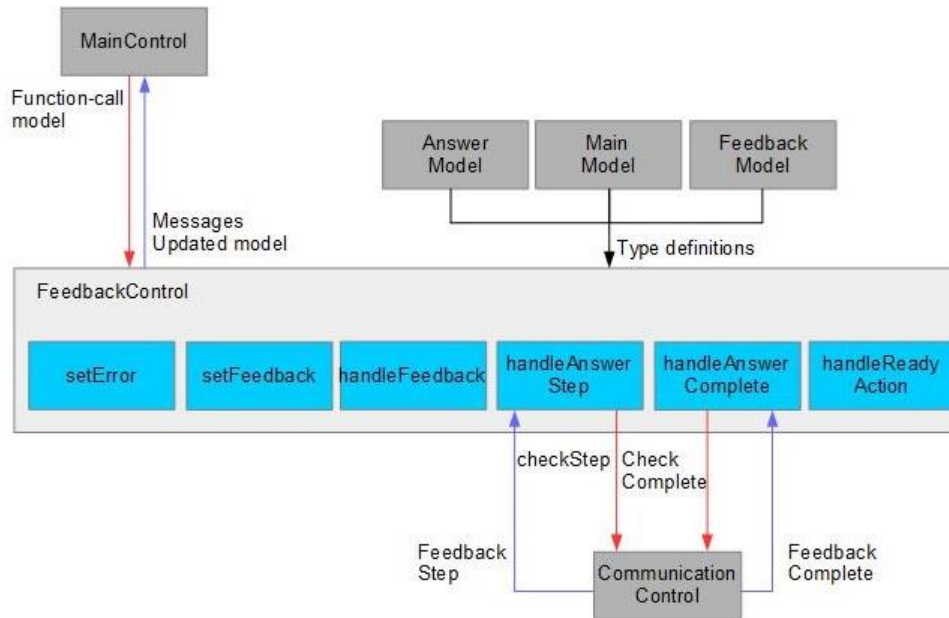 MainControl
Function-call
model
Answer
Model
Main
Model
Feedback
Model
Messages
Updated model
Type definitions
FeedbackControl
setError
setFeedback
handleFeedback
handleAnswer
Step
handleAnswer
Complete
handleReady
Action
checkStep
Check
Complete
Feedback
Step
Communication
Control
Feedback
Complete